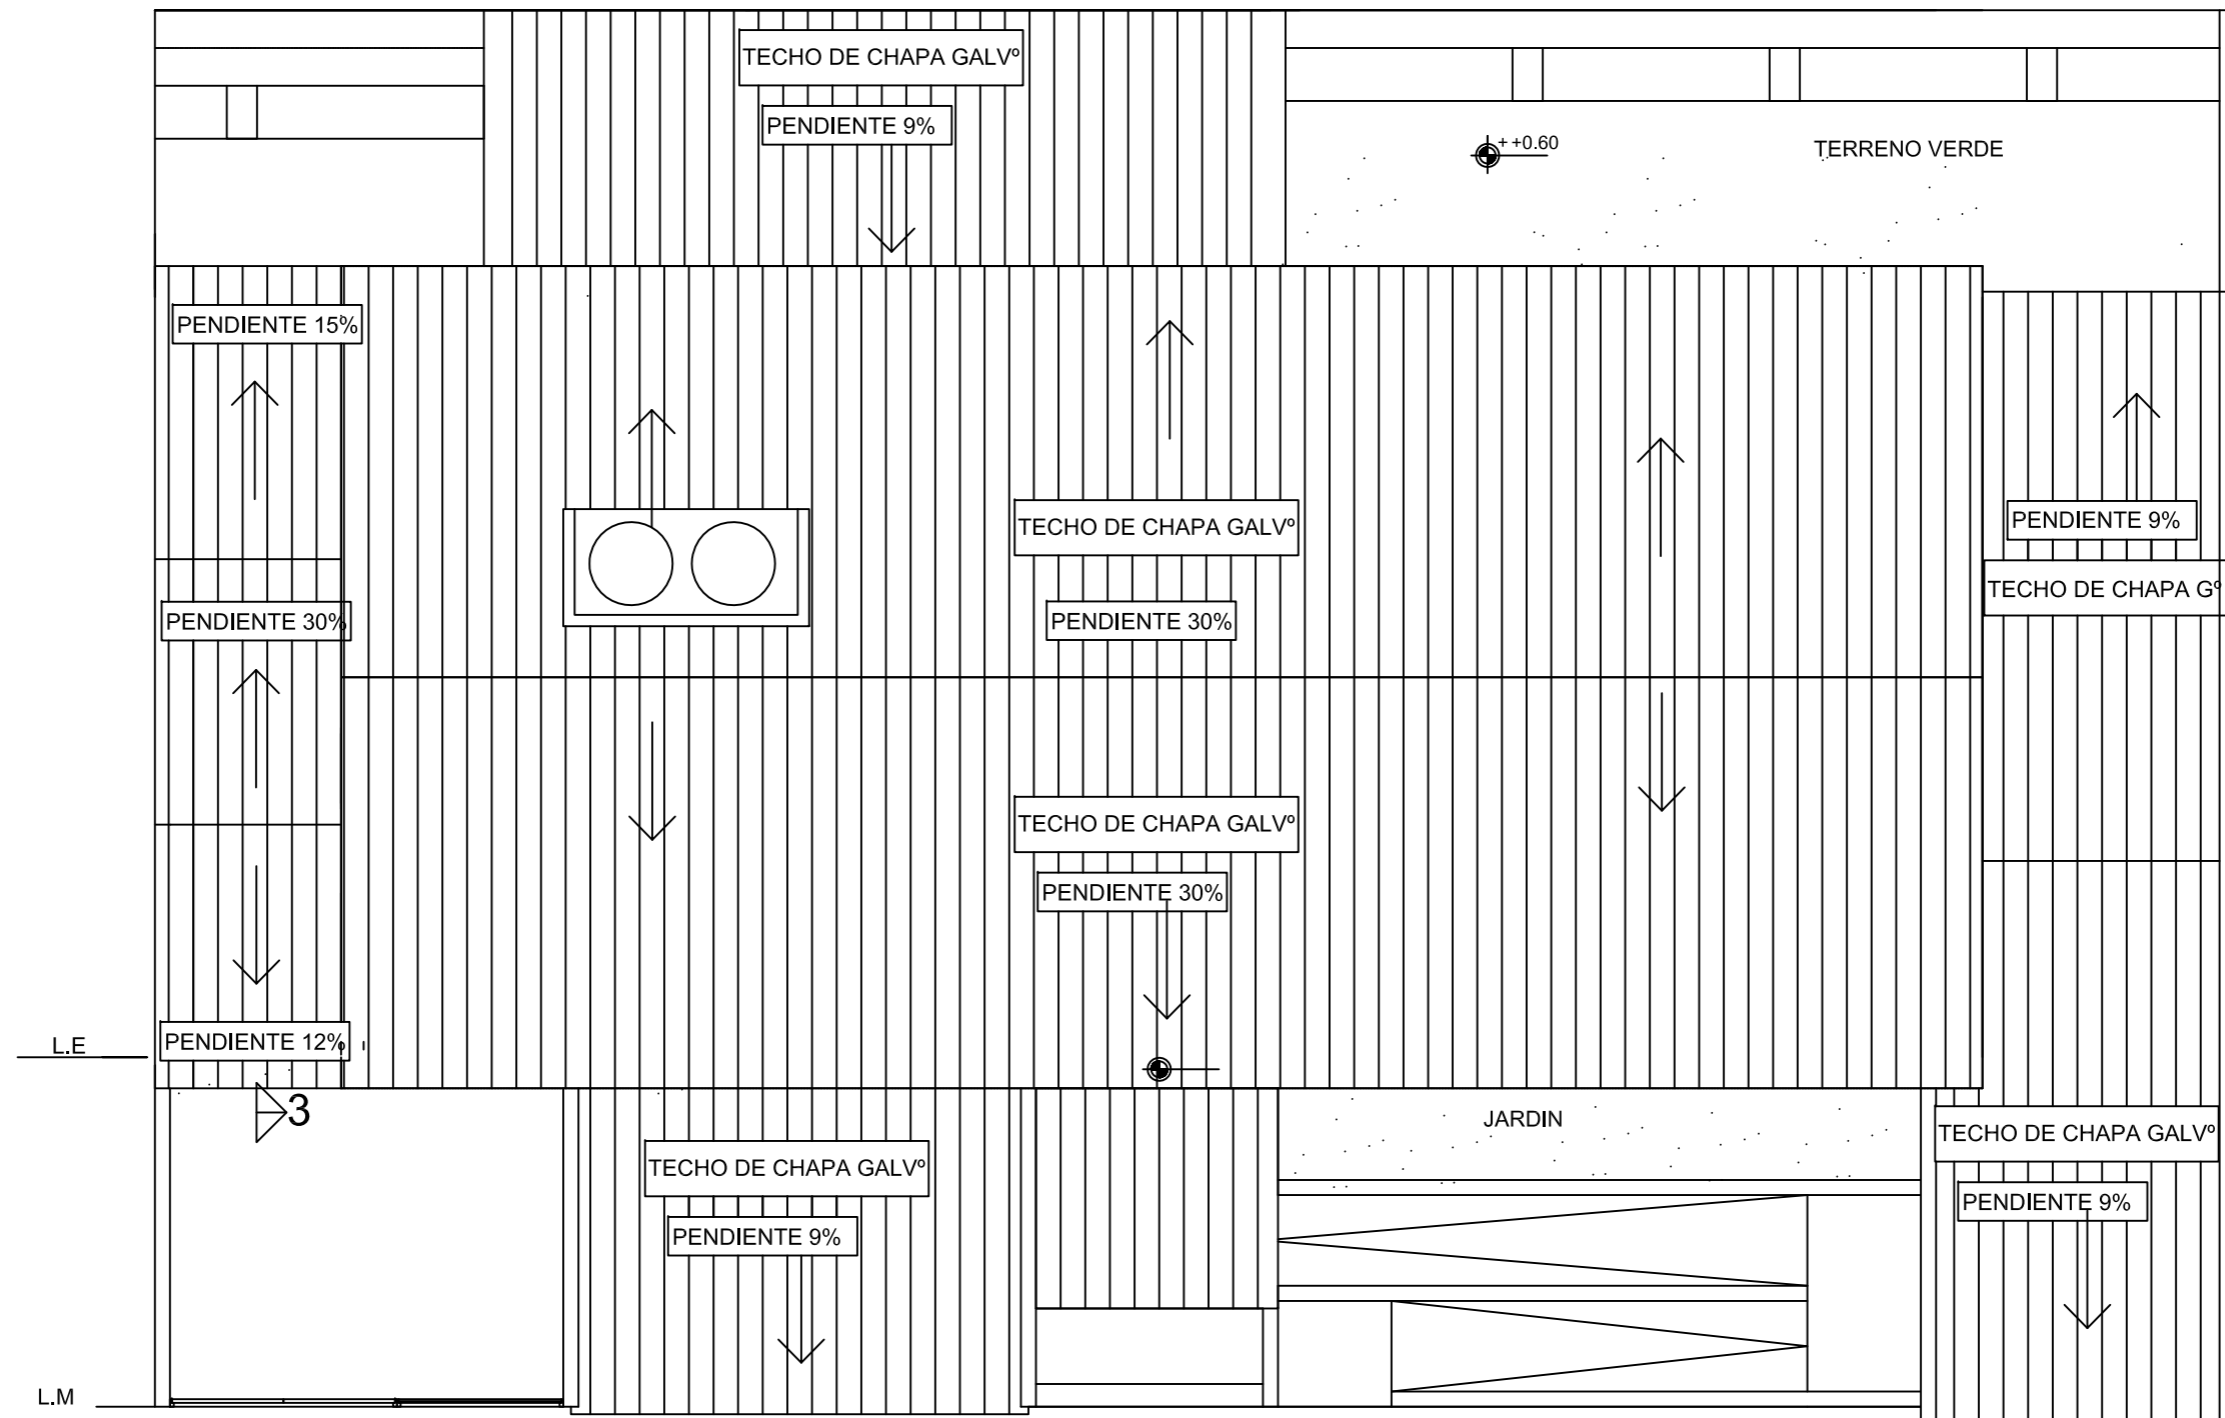 TECHO DE CHAPA GALVº
PENDIENTE 9%
+ +0.60
TERRENO VERDE
PENDIENTE 15%
TECHO DE CHAPA GALVº
PENDIENTE 9%
TECHO DE CHAPA Gº
PENDIENTE 30%
PENDIENTE 30%
TECHO DE CHAPA GALVº
PENDIENTE 30%
L.E
PENDIENTE 12%
3
JARDIN
TECHO DE CHAPA GALVº
TECHO DE CHAPA GALVº
PENDIENTE 9%
PENDIENTE 9%
L.M